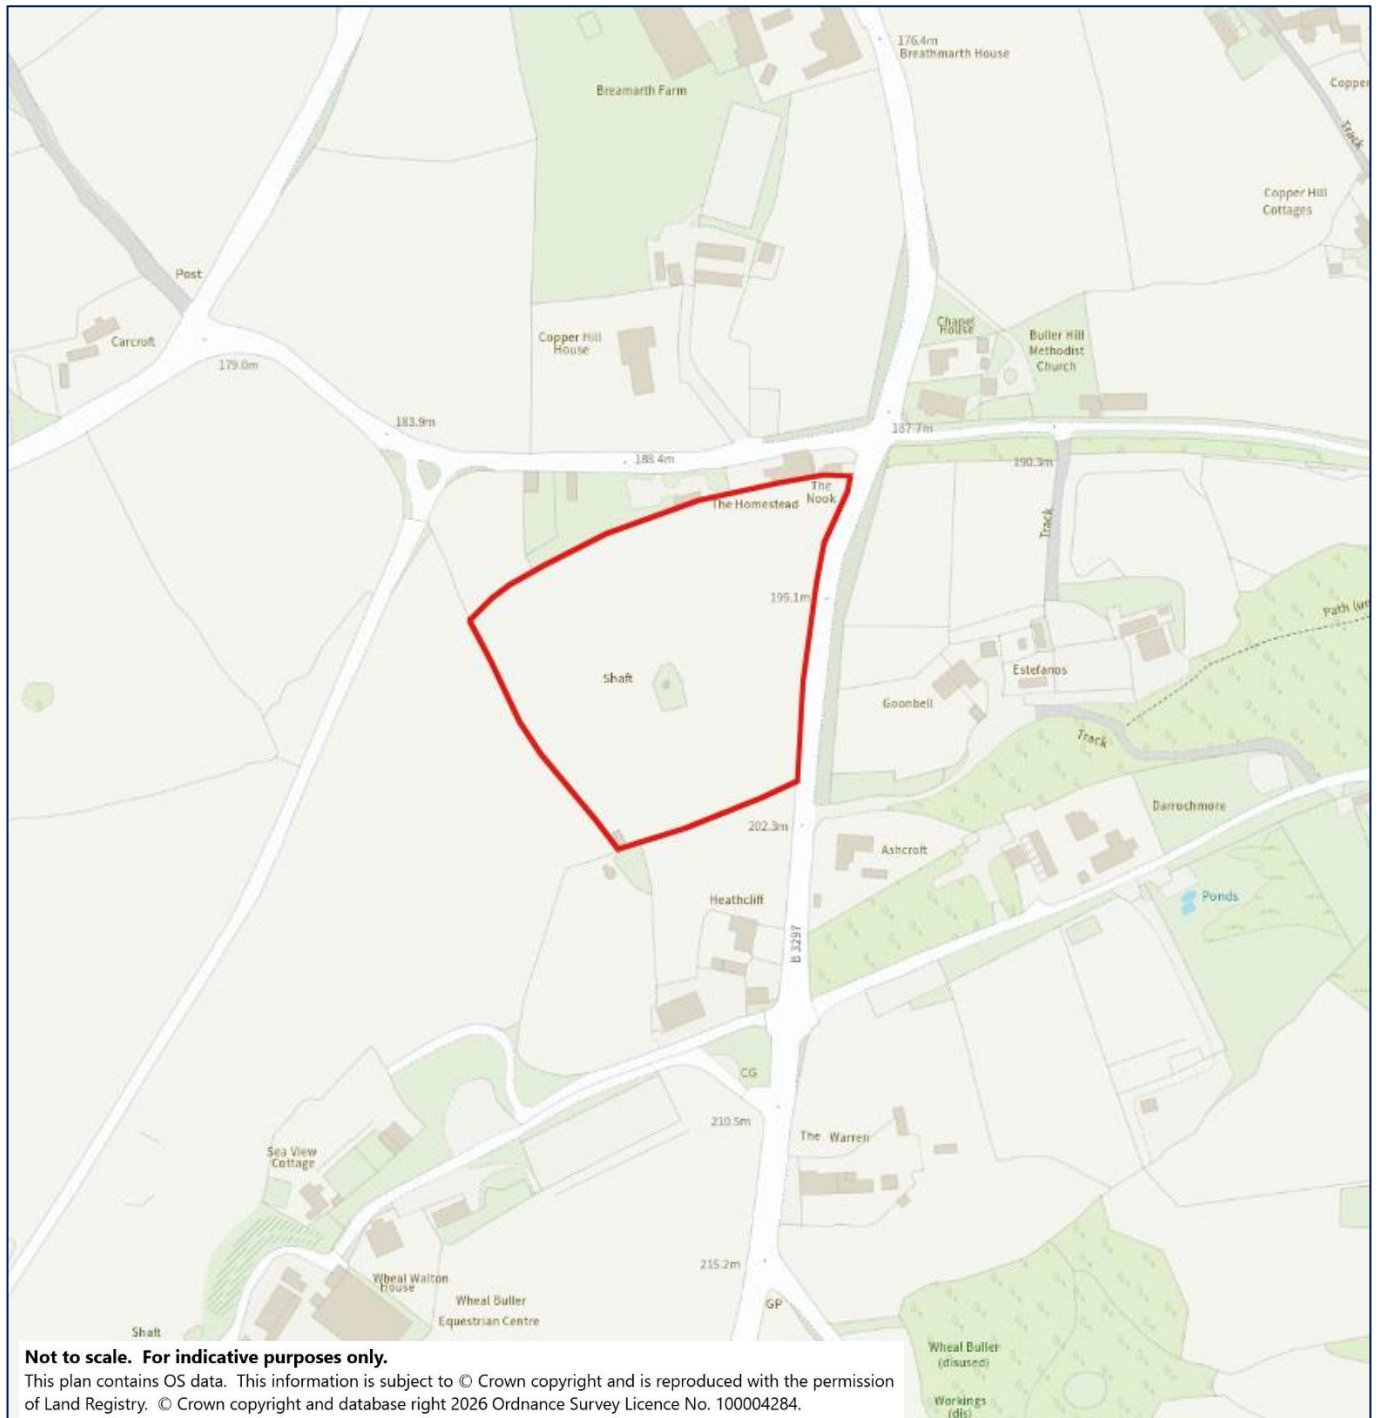 176.4m
Breathmarth House
Breamarth Farm
Copper
Track
Copper Hill
Cottages
Post
Carcroft
179.0m
Copper Hill
House
Chapel
House
Buller Hill
Methodist
Church
183.9m
187.7m
188.4m
190.3m
The Homestead
The
Nook
Track
195.1m
Path (ue
Shaft
Estefanos
Goonbell
Track
Darrochmore
202.3m
Ashcroft
Ponds
Heathcliff
B 3297
CG
210.5m
The Warren
Sea View
Cottage
215.2m
Wheal Walton
House
Wheal Buller
Equestrian Centre
GP
Shaft
Wheal Buller
(disused)
Workings
(dis)
Not to scale. For indicative purposes only.
This plan contains OS data. This information is subject to © Crown copyright and is reproduced with the permission
of Land Registry. © Crown copyright and database right 2026 Ordnance Survey Licence No. 100004284.